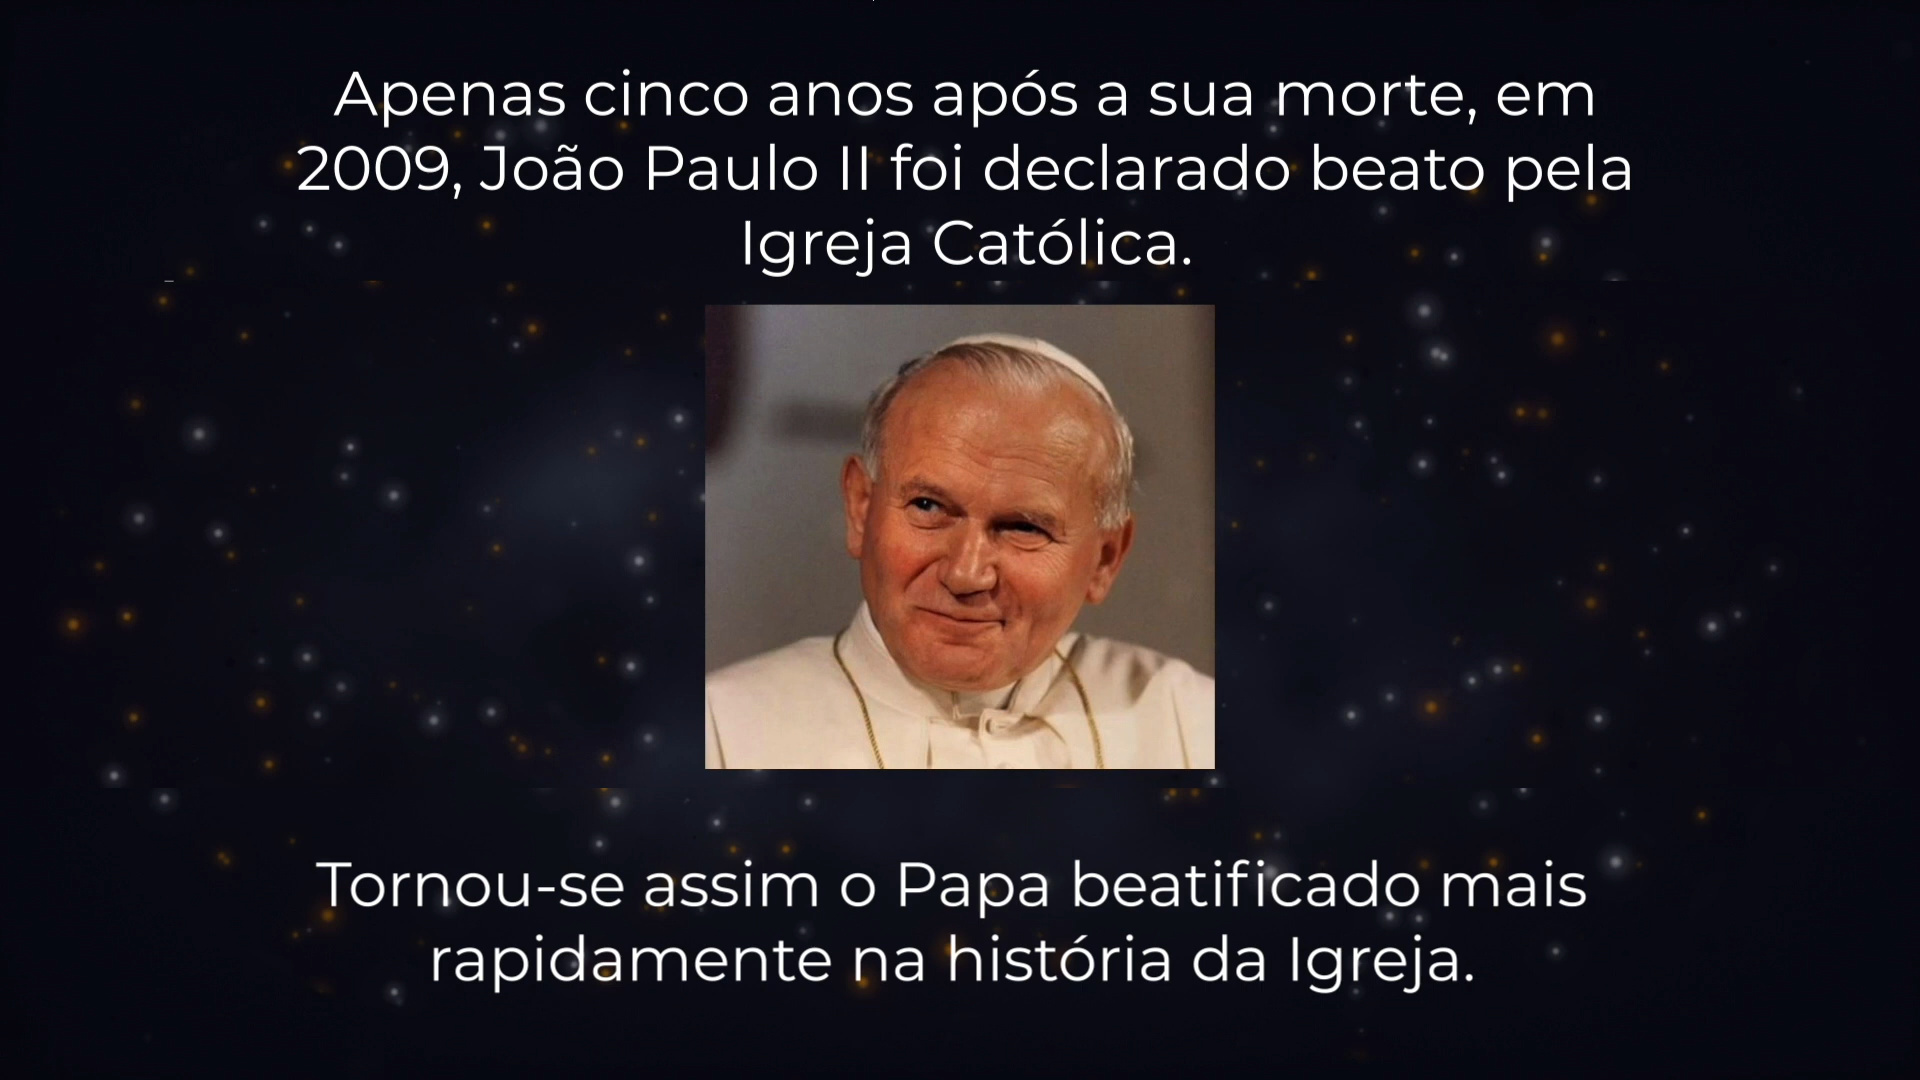 Apenas cinco anos após a sua morte, em
2009, João Paulo II foi declarado beato pela
Igreja Católica.
Tornou-se assim o Papa beatificado mais
rapidamente na história da Igreja.